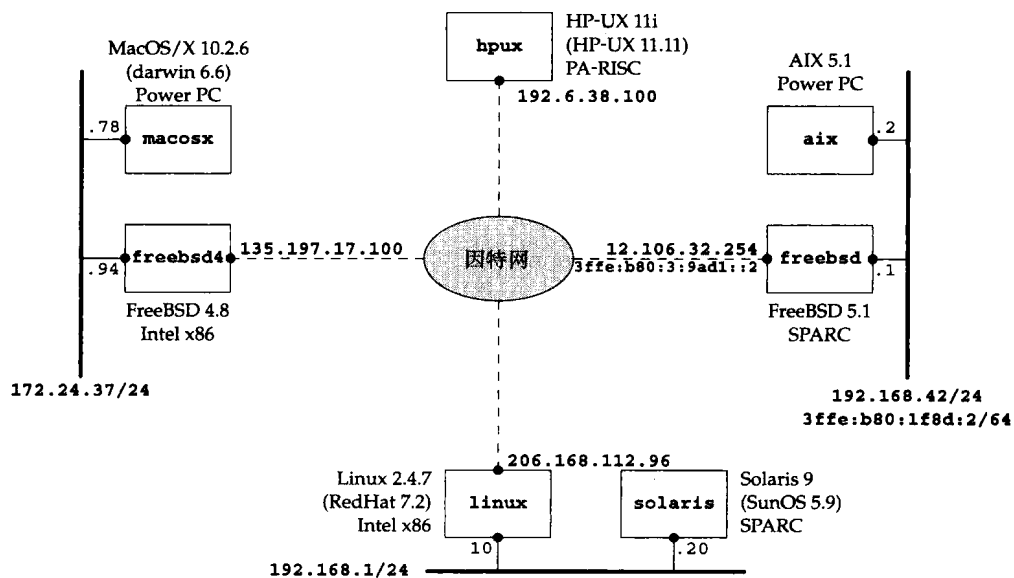 HP-UX 11i
(HP-UX 11.11)
PA-RISC
hpux
192.6.38.100
MacOS/X 10.2.6
(darwin 6.6)
Power PC
.78
macosx
AIX 5.1
Power PC
aix
.2
.94
freebsd4
135.197.17.100
FreeBSD 4.8
Intel x86
因特网
12.106.32.254
3ffe:b80:3:9ad1::2
freebsd
.1
FreeBSD 5.1
SPARC
172.24.37/24
192.168.42/24
3ffe:b80:1f8d:2/64
206.168.112.96
Linux 2.4.7
(RedHat 7.2)
Intel x86
linux
10
solaris
Solaris 9
(SunOS 5.9)
SPARC
.20
192.168.1/24